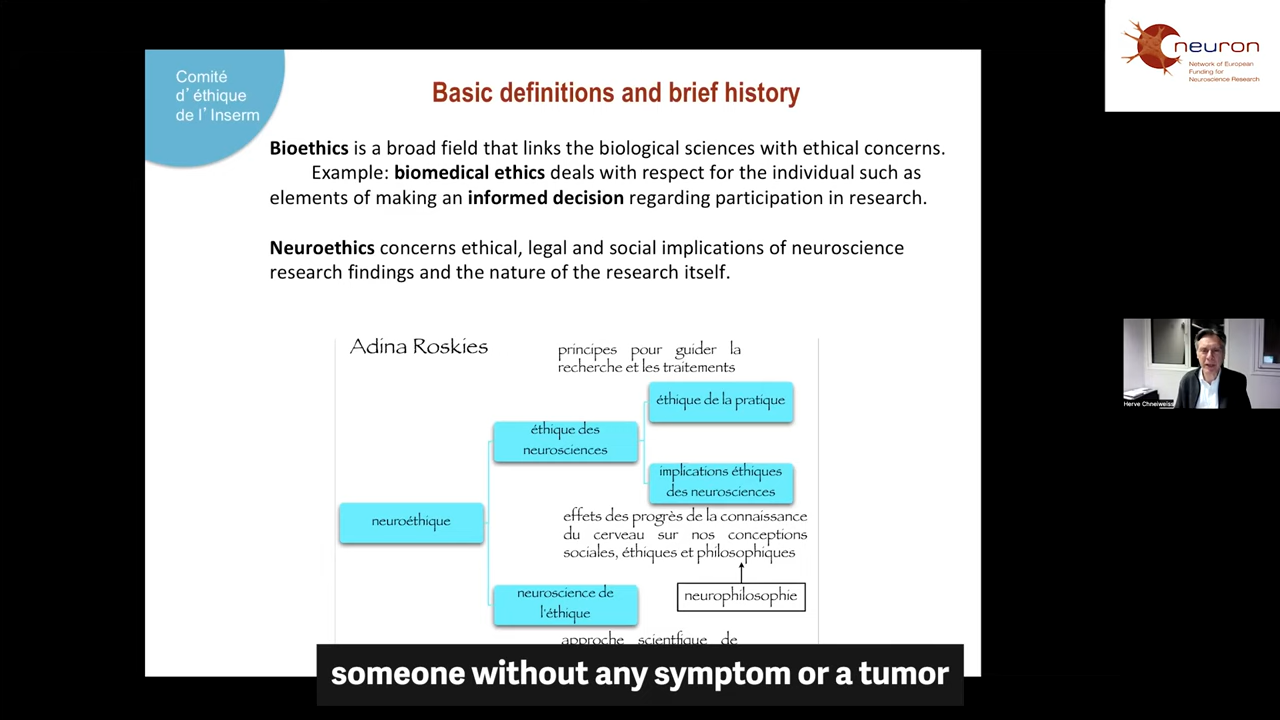 Comité
d'éthique
de l'Inserm
Basic definitions and brief history
neuron
Network of European
Funding for
Neuroscience Research
Bioethics is a broad field that links the biological sciences with ethical concerns.
Example: biomedical ethics deals with respect for the individual such as
elements of making an informed decision regarding participation in research.
Neuroethics concerns ethical, legal and social implications of neuroscience
research findings and the nature of the research itself.
Adina Roskies
principes pour guider la
recherche et les traitements
éthique de la pratique
éthique des
neurosciences
implications éthiques
des neurosciences
neuroéthique
effets des progrès de la connaissance
du cerveau sur nos conceptions
sociales, éthiques et philosophiques
neurophilosophie
neuroscience de
l'éthique
approche scientfique de
Herve Chneiweiss
someone without any symptom or a tumor